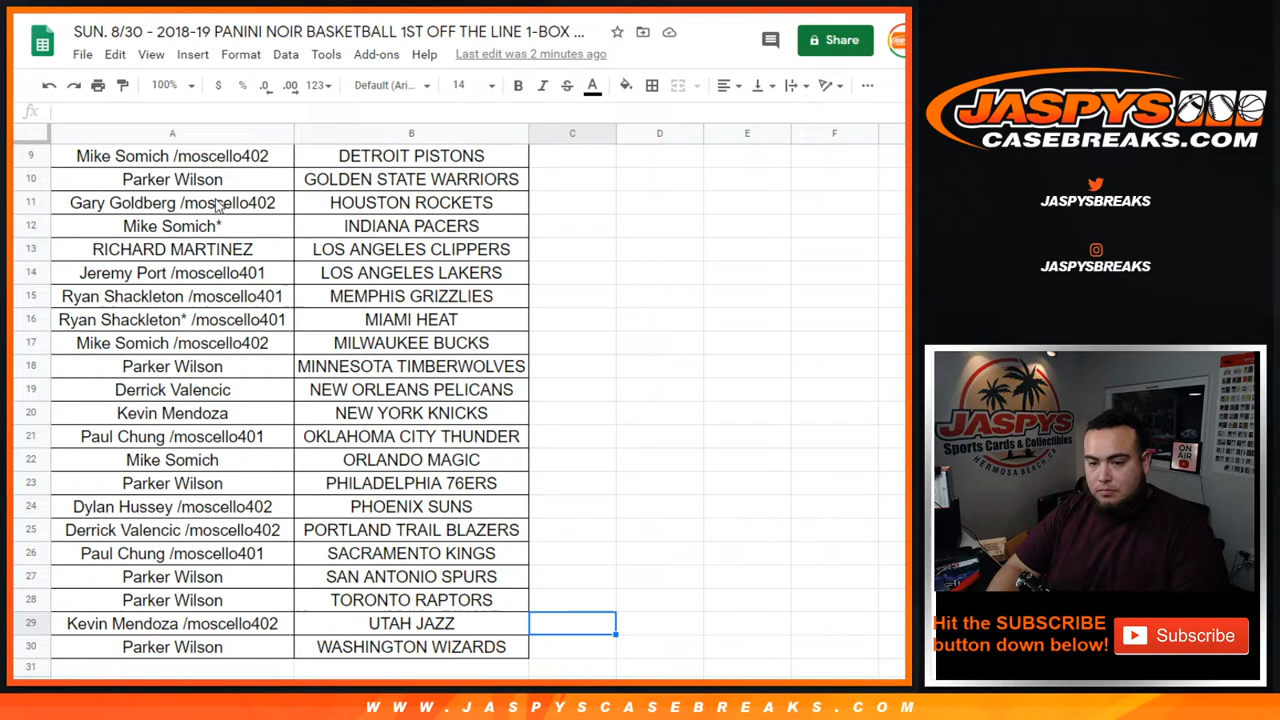 SUN. 8/30 - 2018-19 PANINI NOIR BASKETBALL 1ST OFF THE LINE 1-BOX ...
File Edit View Insert Format Data Tools Add-ons Help Last edit was 2 minutes ago
Share
100% $ % .0 .00 123 Default (Ari... 14 B I S A ...
fx
A B C D E F
9 Mike Somich /moscello402 DETROIT PISTONS
10 Parker Wilson GOLDEN STATE WARRIORS
11 Gary Goldberg /moscello402 HOUSTON ROCKETS
12 Mike Somich* INDIANA PACERS
13 RICHARD MARTINEZ LOS ANGELES CLIPPERS
14 Jeremy Port /moscello401 LOS ANGELES LAKERS
15 Ryan Shackleton /moscello401 MEMPHIS GRIZZLIES
16 Ryan Shackleton* /moscello401 MIAMI HEAT
17 Mike Somich /moscello402 MILWAUKEE BUCKS
18 Parker Wilson MINNESOTA TIMBERWOLVES
19 Derrick Valencic NEW ORLEANS PELICANS
20 Kevin Mendoza NEW YORK KNICKS
21 Paul Chung /moscello401 OKLAHOMA CITY THUNDER
22 Mike Somich ORLANDO MAGIC
23 Parker Wilson PHILADELPHIA 76ERS
24 Dylan Hussey /moscello402 PHOENIX SUNS
25 Derrick Valencic /moscello402 PORTLAND TRAIL BLAZERS
26 Paul Chung /moscello401 SACRAMENTO KINGS
27 Parker Wilson SAN ANTONIO SPURS
28 Parker Wilson TORONTO RAPTORS
29 Kevin Mendoza /moscello402 UTAH JAZZ
30 Parker Wilson WASHINGTON WIZARDS
31
JASPYS
CASEBREAKS.COM
JASPYSBREAKS
JASPYSBREAKS
JASPYS
Sports Cards & Collectibles
HERMOSA BEACH, CA
ON AIR
Hit the SUBSCRIBE
button down below!
Subscribe
WWW.JASPYSCASEBREAKS.COM